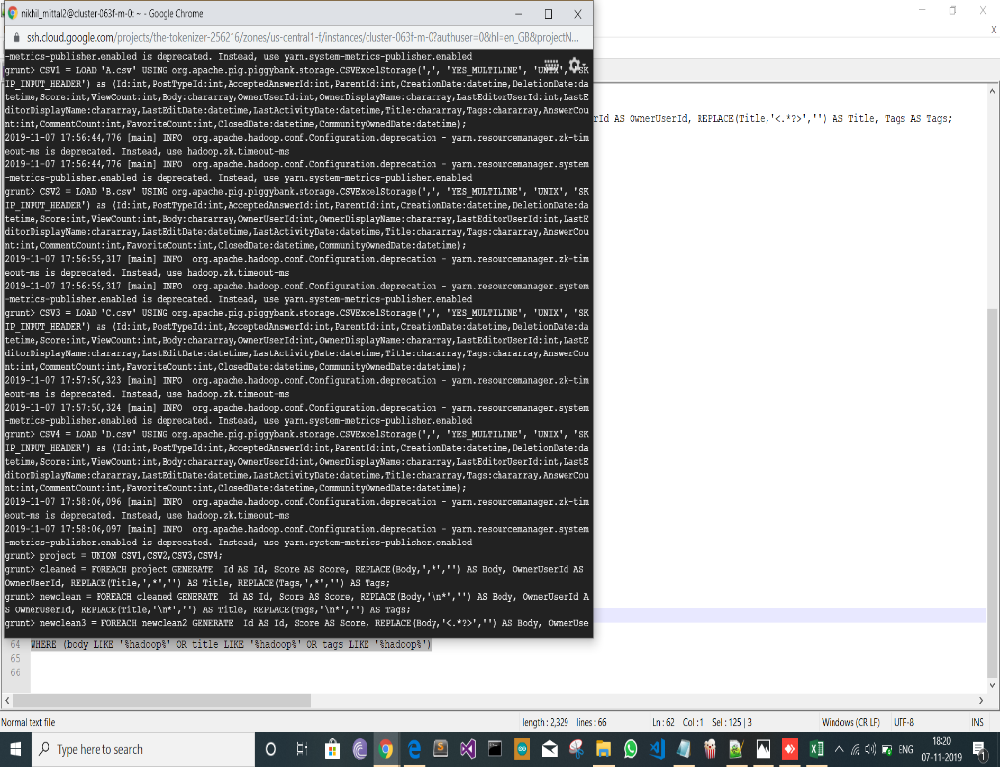 nikhil_mittal2@cluster-063f-m-0: ~ - Google Chrome
ssh.cloud.google.com/projects/the-tokenizer-256216/zones/us-central1-f/instances/cluster-063f-m-0?authuser=0&hl=en_GB&projectN...
-metrics-publisher.enabled is deprecated. Instead, use yarn.system-metrics-publisher.enabled
grunt> CSV1 = LOAD 'A.csv' USING org.apache.pig.piggybank.storage.CSVExcelStorage(',', 'YES_MULTILINE', 'UNIX', 'SK
IP_INPUT_HEADER') as (Id:int,PostTypeId:int,AcceptedAnswerId:int,ParentId:int,CreationDate:datetime,DeletionDate:da
tetime,Score:int,ViewCount:int,Body:chararray,OwnerUserId:int,OwnerDisplayName:chararray,LastEditorUserId:int,LastE
ditorDisplayName:chararray,LastEditDate:datetime,LastActivityDate:datetime,Title:chararray,Tags:chararray,AnswerCou
nt:int,CommentCount:int,FavoriteCount:int,ClosedDate:datetime,CommunityOwnedDate:datetime);
2019-11-07 17:56:44,776 [main] INFO  org.apache.hadoop.conf.Configuration.deprecation - yarn.resourcemanager.zk-tim
eout-ms is deprecated. Instead, use hadoop.zk.timeout-ms
2019-11-07 17:56:44,776 [main] INFO  org.apache.hadoop.conf.Configuration.deprecation - yarn.resourcemanager.system
-metrics-publisher.enabled is deprecated. Instead, use yarn.system-metrics-publisher.enabled
grunt> CSV2 = LOAD 'B.csv' USING org.apache.pig.piggybank.storage.CSVExcelStorage(',', 'YES_MULTILINE', 'UNIX', 'SK
IP_INPUT_HEADER') as (Id:int,PostTypeId:int,AcceptedAnswerId:int,ParentId:int,CreationDate:datetime,DeletionDate:da
tetime,Score:int,ViewCount:int,Body:chararray,OwnerUserId:int,OwnerDisplayName:chararray,LastEditorUserId:int,LastE
ditorDisplayName:chararray,LastEditDate:datetime,LastActivityDate:datetime,Title:chararray,Tags:chararray,AnswerCou
nt:int,CommentCount:int,FavoriteCount:int,ClosedDate:datetime,CommunityOwnedDate:datetime);
2019-11-07 17:56:59,317 [main] INFO  org.apache.hadoop.conf.Configuration.deprecation - yarn.resourcemanager.zk-tim
eout-ms is deprecated. Instead, use hadoop.zk.timeout-ms
2019-11-07 17:56:59,317 [main] INFO  org.apache.hadoop.conf.Configuration.deprecation - yarn.resourcemanager.system
-metrics-publisher.enabled is deprecated. Instead, use yarn.system-metrics-publisher.enabled
grunt> CSV3 = LOAD 'C.csv' USING org.apache.pig.piggybank.storage.CSVExcelStorage(',', 'YES_MULTILINE', 'UNIX', 'SK
IP_INPUT_HEADER') as (Id:int,PostTypeId:int,AcceptedAnswerId:int,ParentId:int,CreationDate:datetime,DeletionDate:da
tetime,Score:int,ViewCount:int,Body:chararray,OwnerUserId:int,OwnerDisplayName:chararray,LastEditorUserId:int,LastE
ditorDisplayName:chararray,LastEditDate:datetime,LastActivityDate:datetime,Title:chararray,Tags:chararray,AnswerCou
nt:int,CommentCount:int,FavoriteCount:int,ClosedDate:datetime,CommunityOwnedDate:datetime);
2019-11-07 17:57:50,323 [main] INFO  org.apache.hadoop.conf.Configuration.deprecation - yarn.resourcemanager.zk-tim
eout-ms is deprecated. Instead, use hadoop.zk.timeout-ms
2019-11-07 17:57:50,324 [main] INFO  org.apache.hadoop.conf.Configuration.deprecation - yarn.resourcemanager.system
-metrics-publisher.enabled is deprecated. Instead, use yarn.system-metrics-publisher.enabled
grunt> CSV4 = LOAD 'D.csv' USING org.apache.pig.piggybank.storage.CSVExcelStorage(',', 'YES_MULTILINE', 'UNIX', 'SK
IP_INPUT_HEADER') as (Id:int,PostTypeId:int,AcceptedAnswerId:int,ParentId:int,CreationDate:datetime,DeletionDate:da
tetime,Score:int,ViewCount:int,Body:chararray,OwnerUserId:int,OwnerDisplayName:chararray,LastEditorUserId:int,LastE
ditorDisplayName:chararray,LastEditDate:datetime,LastActivityDate:datetime,Title:chararray,Tags:chararray,AnswerCou
nt:int,CommentCount:int,FavoriteCount:int,ClosedDate:datetime,CommunityOwnedDate:datetime);
2019-11-07 17:58:06,096 [main] INFO  org.apache.hadoop.conf.Configuration.deprecation - yarn.resourcemanager.zk-tim
eout-ms is deprecated. Instead, use hadoop.zk.timeout-ms
2019-11-07 17:58:06,097 [main] INFO  org.apache.hadoop.conf.Configuration.deprecation - yarn.resourcemanager.system
-metrics-publisher.enabled is deprecated. Instead, use yarn.system-metrics-publisher.enabled
grunt> project = UNION CSV1,CSV2,CSV3,CSV4;
grunt> cleaned = FOREACH project GENERATE  Id AS Id, Score AS Score, REPLACE(Body,',*','') AS Body, OwnerUserId AS
OwnerUserId, REPLACE(Title,',*','') AS Title, REPLACE(Tags,',*','') AS Tags;
grunt> newclean = FOREACH cleaned GENERATE  Id AS Id, Score AS Score, REPLACE(Body,'\n*','') AS Body, OwnerUserId A
S OwnerUserId, REPLACE(Title,'\n*','') AS Title, REPLACE(Tags,'\n*','') AS Tags;
grunt> newclean3 = FOREACH newclean2 GENERATE  Id AS Id, Score AS Score, REPLACE(Body,'<.*?>','') AS Body, OwnerUse
rId AS OwnerUserId, REPLACE(Title,'<.*?>','') AS Title, Tags AS Tags;
64 WHERE (body LIKE '%hadoop%' OR title LIKE '%hadoop%' OR tags LIKE '%hadoop%')
65
66
Normal text file length : 2,329 lines : 66 Ln : 62 Col : 1 Sel : 125 | 3 Windows (CR LF) UTF-8 INS
Type here to search ENG 18:20
07-11-2019 1